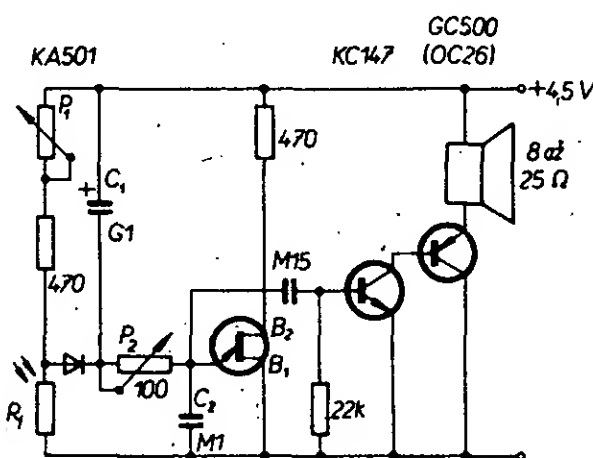 GC500
KA501
KC147
(OC26)
+4,5 V
P₁
470
8 až
25 Ω
+
C₁
G1
M15
470
B₂
P₂
B₁
100
C₂
R₁
22k
M1